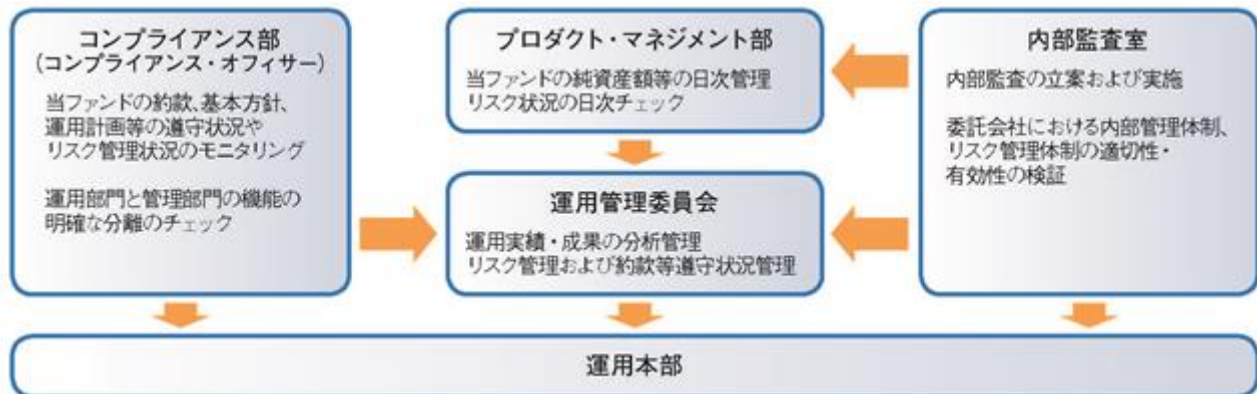 コンプライアンス部
（コンプライアンス・オフィサー）
当ファンドの約款、基本方針、
運用計画等の遵守状況や
リスク管理状況のモニタリング
運用部門と管理部門の機能の
明確な分離のチェック
プロダクト・マネジメント部
当ファンドの純資産額等の日次管理
リスク状況の日次チェック
運用管理委員会
運用実績・成果の分析管理
リスク管理および約款等遵守状況管理
内部監査室
内部監査の立案および実施
委託会社における内部管理体制、
リスク管理体制の適切性・
有効性の検証
運用本部